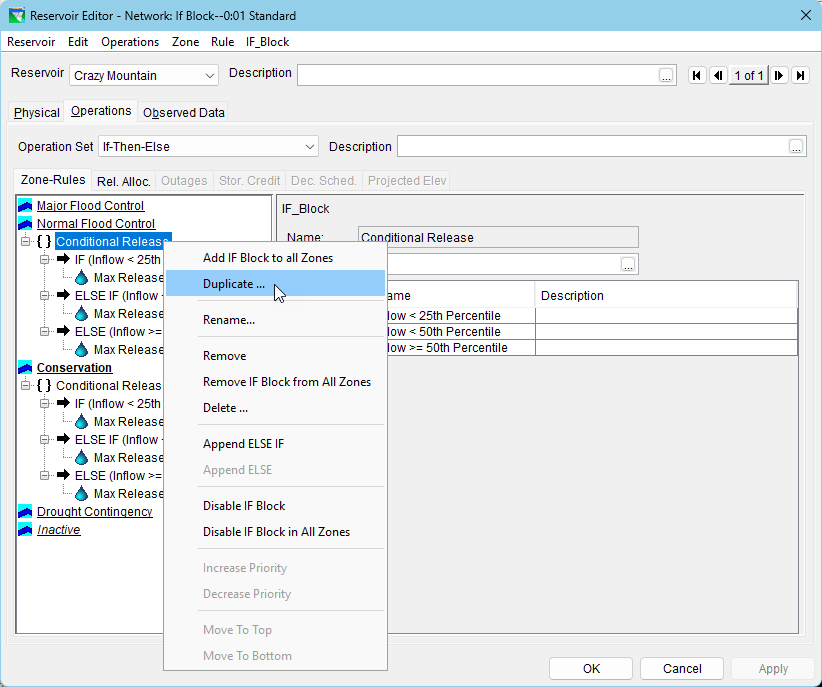 Reservoir Editor - Network: If Block--0:01 Standard
Reservoir Edit Operations Zone Rule IF_Block
Reservoir Crazy Mountain Description ... 1 of 1
Physical Operations Observed Data
Operation Set If-Then-Else Description ...
Zone-Rules Rel. Alloc. Outages Stor. Credit Dec. Sched. Projected Elev
Major Flood Control
Normal Flood Control
{ } Conditional Release
IF (Inflow < 25th
Max Release
ELSE IF (Inflow
Max Release
ELSE (Inflow >=
Max Release
Conservation
{ } Conditional Releas
IF (Inflow < 25th
Max Release
ELSE IF (Inflow
Max Release
ELSE (Inflow >=
Max Release
Drought Contingency
Inactive
Add IF Block to all Zones
Duplicate ...
Rename...
Remove
Remove IF Block from All Zones
Delete ...
Append ELSE IF
Append ELSE
Disable IF Block
Disable IF Block in All Zones
Increase Priority
Decrease Priority
Move To Top
Move To Bottom
IF_Block
Name: Conditional Release
...
ame Description
low < 25th Percentile
low < 50th Percentile
low >= 50th Percentile
OK Cancel Apply